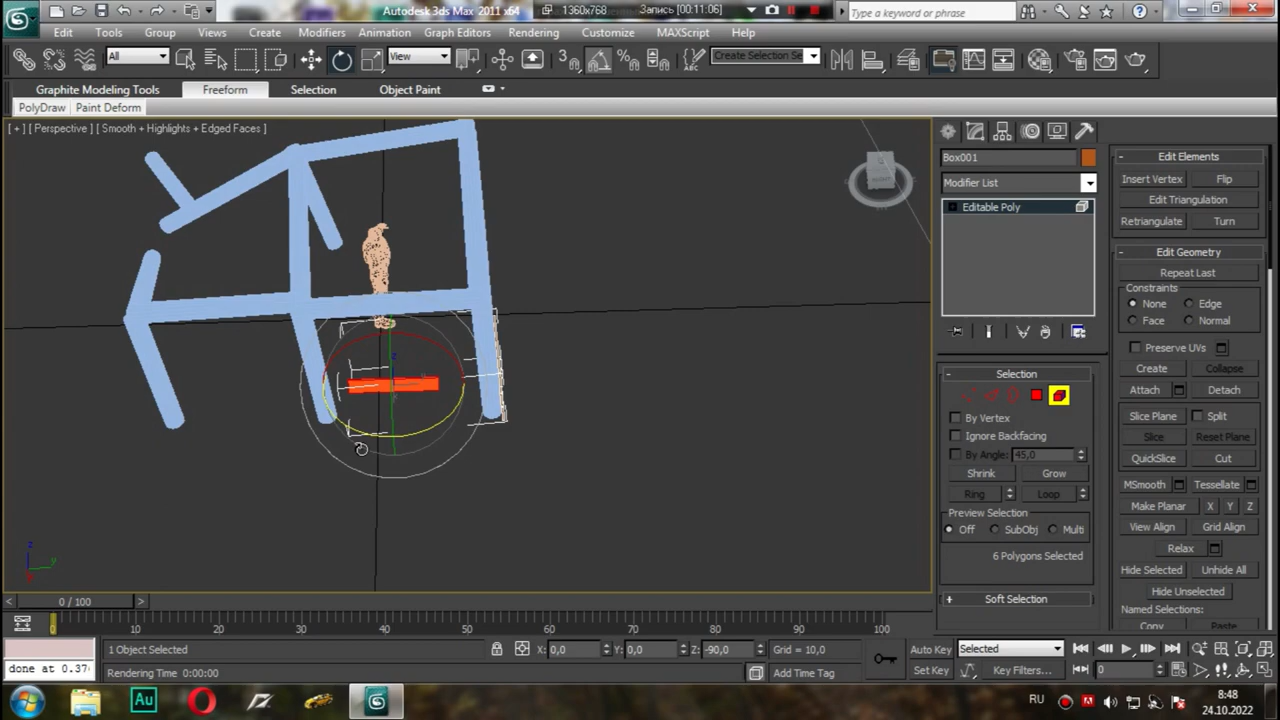 Autodesk 3ds Max 2011 x64
1360x768
Запись [00:11:06]
Type a keyword or phrase
Edit Tools Group Views Create Modifiers Animation Graph Editors Rendering Customize MAXScript Help
All
View
3
Create Selection Se
Graphite Modeling Tools Freeform Selection Object Paint
PolyDraw Paint Deform
[ + ] [ Perspective ] [ Smooth + Highlights + Edged Faces ]
z
y
Box001
Modifier List
Editable Poly
Selection
By Vertex
Ignore Backfacing
By Angle: 45,0
Shrink Grow
Ring Loop
Preview Selection
Off SubObj Multi
6 Polygons Selected
Soft Selection
Edit Elements
Insert Vertex Flip
Edit Triangulation
Retriangulate Turn
Edit Geometry
Repeat Last
Constraints
None Edge
Face Normal
Preserve UVs
Create Collapse
Attach Detach
Slice Plane Split
Slice Reset Plane
QuickSlice Cut
MSmooth Tessellate
Make Planar X Y Z
View Align Grid Align
Relax
Hide Selected Unhide All
Hide Unselected
Named Selections:
Copy Paste
0 / 100
0 10 20 30 40 50 60 70 80 90 100
done at 0.374
1 Object Selected
Rendering Time 0:00:00
X: 0,0 Y: 0,0 Z: -90,0 Grid = 10,0
Add Time Tag
Auto Key Selected
Set Key Key Filters...
0
Au
RU
8:48
24.10.2022